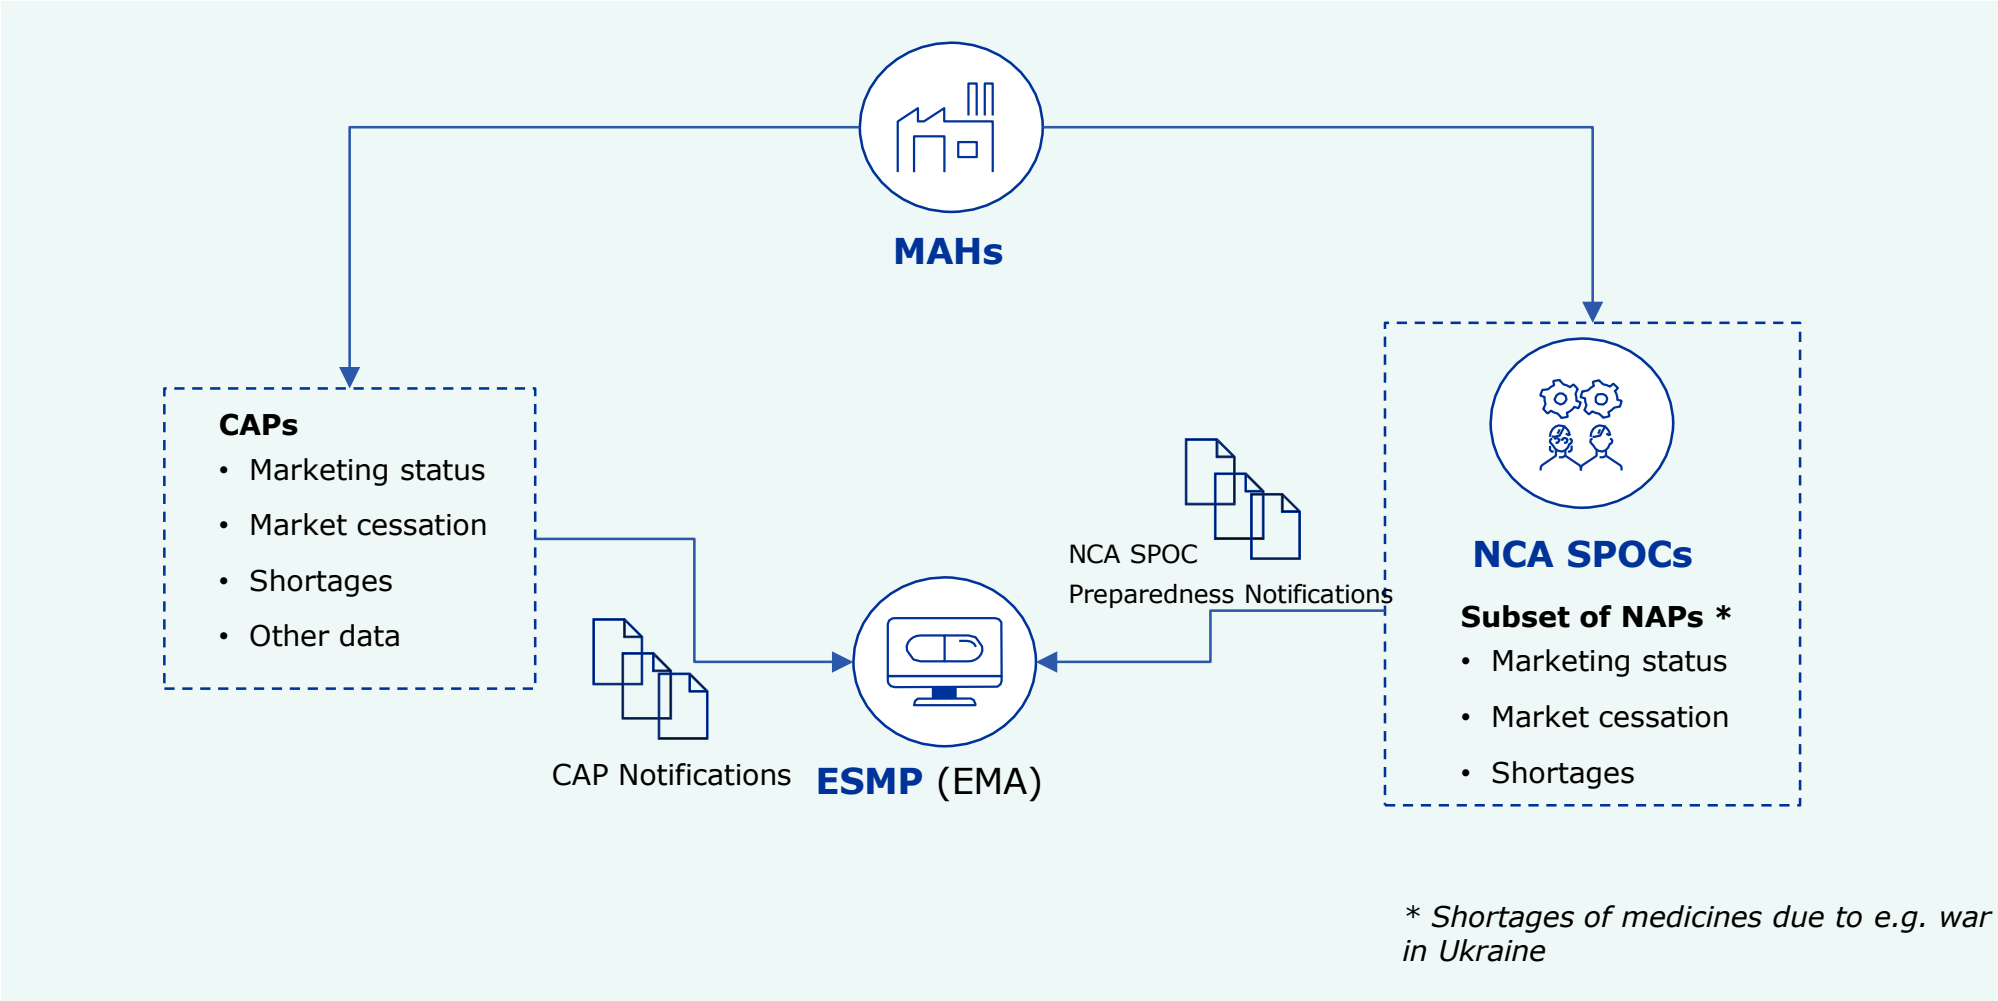 MAHs
CAPs
• Marketing status
• Market cessation
• Shortages
• Other data
CAP Notifications
ESMP (EMA)
NCA SPOC
Preparedness Notifications
NCA SPOCs
Subset of NAPs *
• Marketing status
• Market cessation
• Shortages
* Shortages of medicines due to e.g. war
in Ukraine